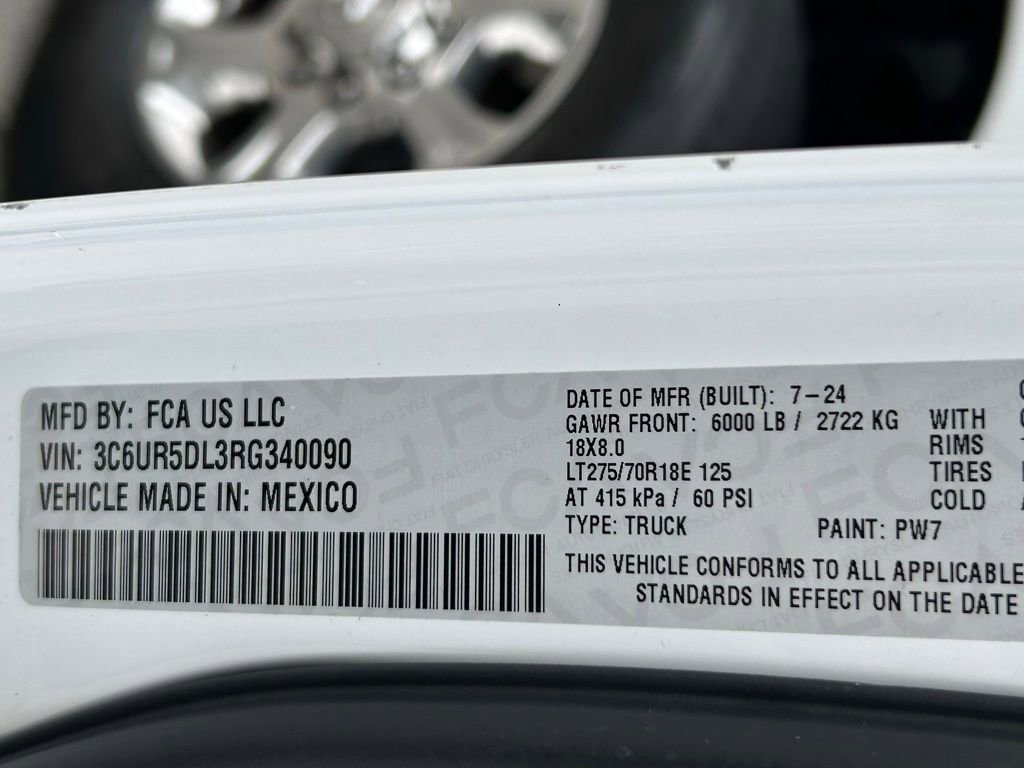 MFD BY: FCA US LLC
VIN: 3C6UR5DL3RG340090
VEHICLE MADE IN: MEXICO
DATE OF MFR (BUILT): 7-24
GAWR FRONT: 6000 LB / 2722 KG WITH
18X8.0 RIMS
LT275/70R18E 125 TIRES
AT 415 kPa / 60 PSI COLD
TYPE: TRUCK PAINT: PW7
THIS VEHICLE CONFORMS TO ALL APPLICABLE
STANDARDS IN EFFECT ON THE DATE